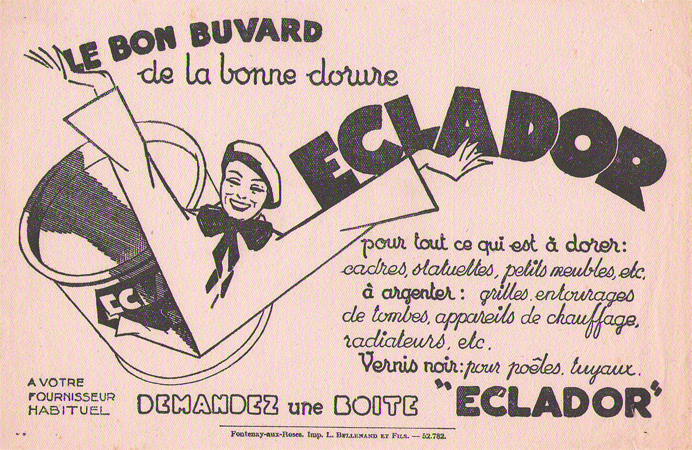 LE BON BUVARD
de la bonne dorure
ECLADOR
pour tout ce qui est à dorer:
cadres, statuettes, petits meubles, etc.
à argenter: grilles. entourages
de tombes, appareils de chauffage,
radiateurs, etc.
Vernis noir: pour poêles. tuyaux.
EC
A VOTRE
FOURNISSEUR
HABITUEL
DEMANDEZ une BOITE "ECLADOR"
Fontenay-aux-Roses. Imp. L. BELLENAND ET FILS. — 52.782.